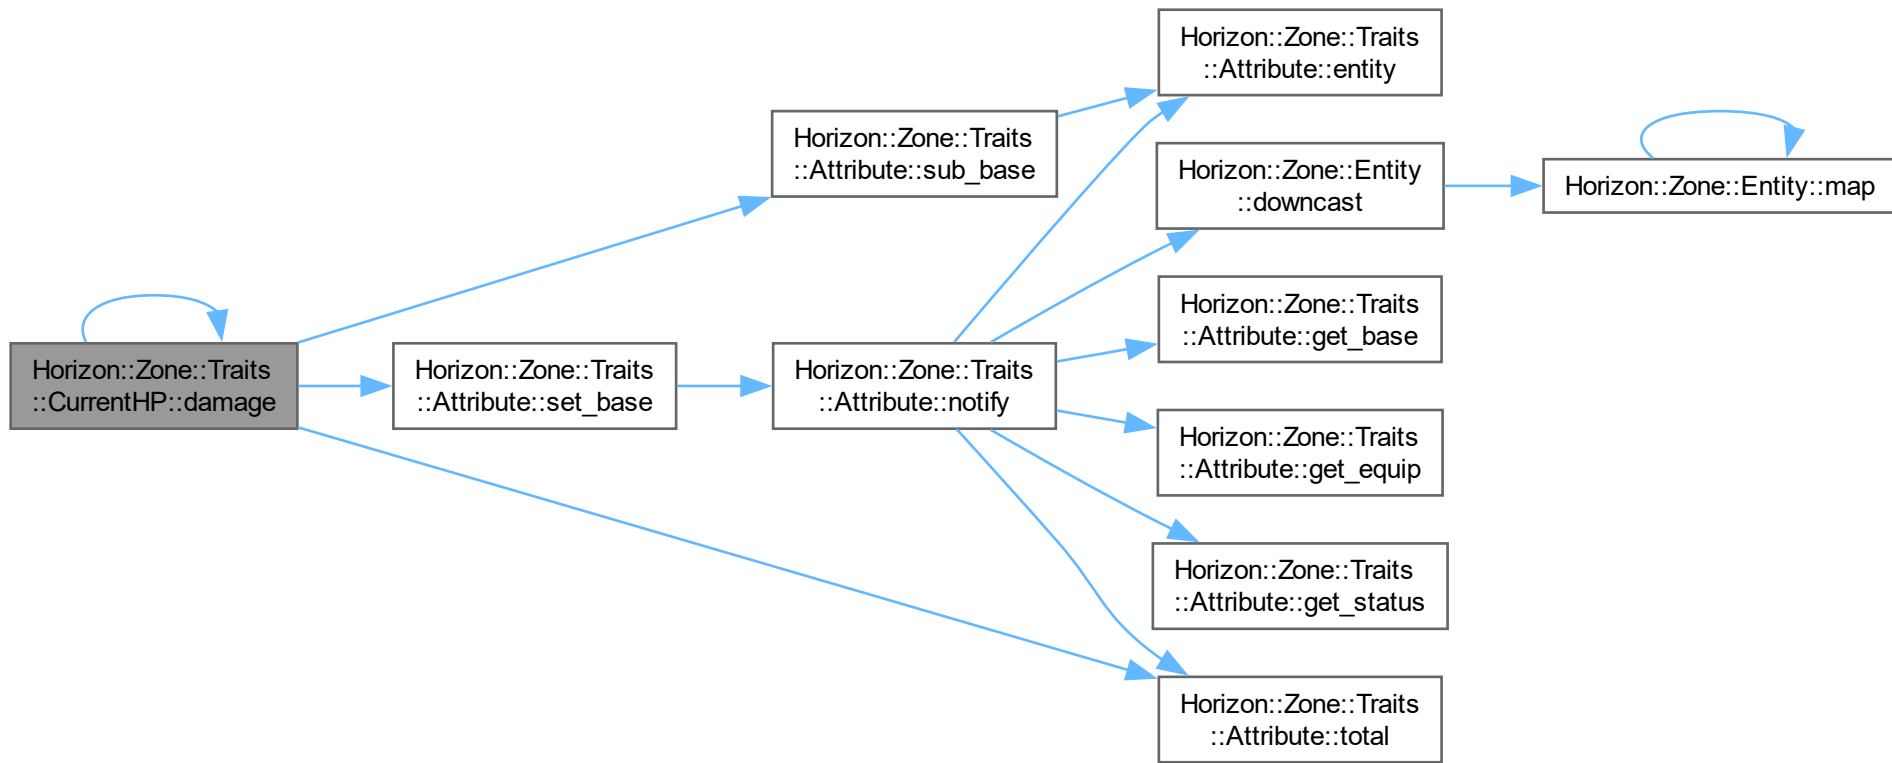 Horizon::Zone::Traits
::CurrentHP::damage
Horizon::Zone::Traits
::Attribute::sub_base
Horizon::Zone::Traits
::Attribute::set_base
Horizon::Zone::Traits
::Attribute::notify
Horizon::Zone::Traits
::Attribute::entity
Horizon::Zone::Entity
::downcast
Horizon::Zone::Entity::map
Horizon::Zone::Traits
::Attribute::get_base
Horizon::Zone::Traits
::Attribute::get_equip
Horizon::Zone::Traits
::Attribute::get_status
Horizon::Zone::Traits
::Attribute::total